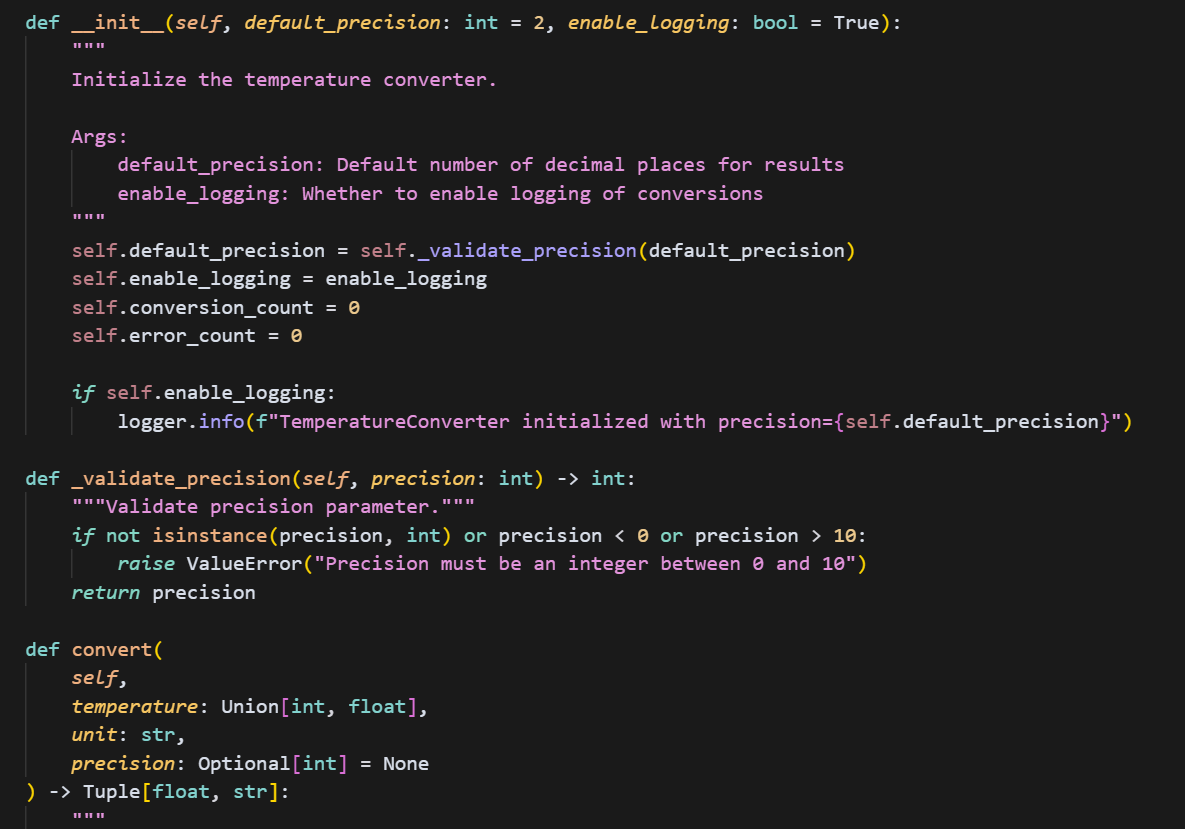 def __init__(self, default_precision: int = 2, enable_logging: bool = True):
    """
    Initialize the temperature converter.

    Args:
        default_precision: Default number of decimal places for results
        enable_logging: Whether to enable logging of conversions
    """
    self.default_precision = self._validate_precision(default_precision)
    self.enable_logging = enable_logging
    self.conversion_count = 0
    self.error_count = 0

    if self.enable_logging:
        logger.info(f"TemperatureConverter initialized with precision={self.default_precision}")

def _validate_precision(self, precision: int) -> int:
    """Validate precision parameter."""
    if not isinstance(precision, int) or precision < 0 or precision > 10:
        raise ValueError("Precision must be an integer between 0 and 10")
    return precision

def convert(
    self,
    temperature: Union[int, float],
    unit: str,
    precision: Optional[int] = None
) -> Tuple[float, str]:
    """